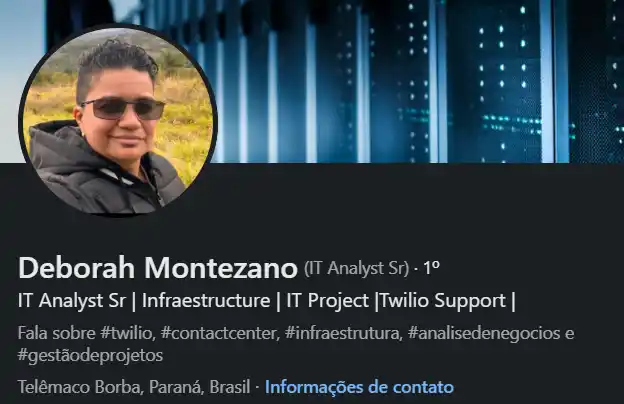 Deborah Montezano (IT Analyst Sr) · 1º
IT Analyst Sr | Infraestructure | IT Project |Twilio Support |
Fala sobre #twilio, #contactcenter, #infraestrutura, #analisedenegocios e
#gestãodeprojetos
Telêmaco Borba, Paraná, Brasil · Informações de contato